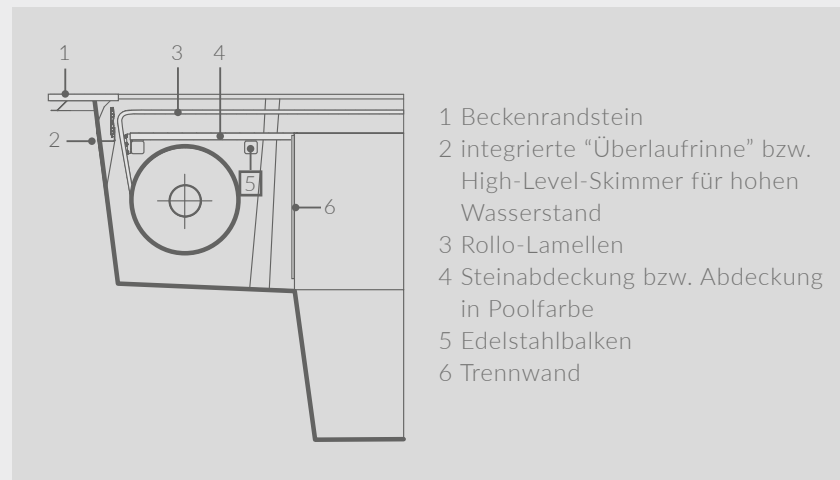 1
3
4
2
5
6
1 Beckenrandstein
2 integrierte “Überlaufrinne” bzw.
High-Level-Skimmer für hohen
Wasserstand
3 Rollo-Lamellen
4 Steinabdeckung bzw. Abdeckung
in Poolfarbe
5 Edelstahlbalken
6 Trennwand